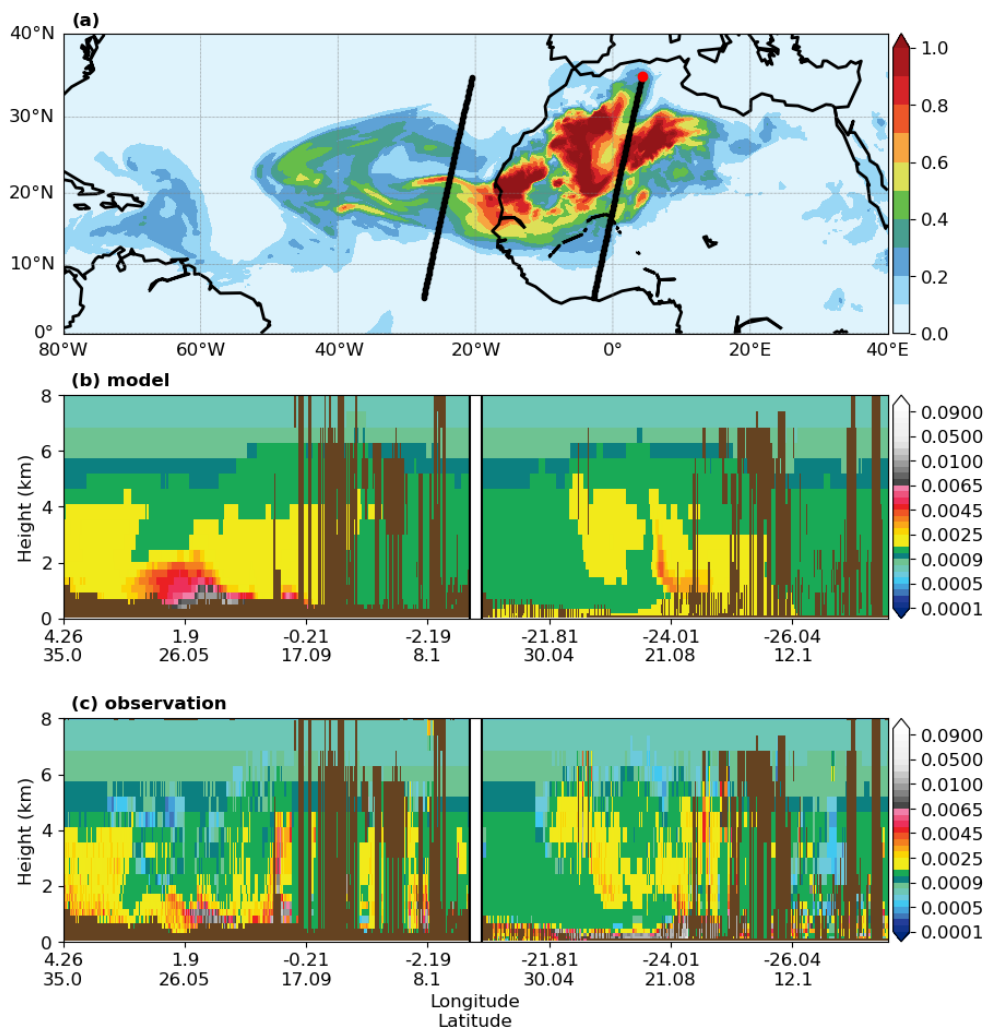 (a)
40°N
30°N
20°N
10°N
0°
80°W 60°W 40°W 20°W 0° 20°E 40°E
1.0
0.8
0.6
0.4
0.2
0.0
(b) model
Height (km)
8
6
4
2
0
4.26 1.9 -0.21 -2.19 -21.81 -24.01 -26.04
35.0 26.05 17.09 8.1 30.04 21.08 12.1
0.0900
0.0500
0.0100
0.0065
0.0045
0.0025
0.0009
0.0005
0.0001
(c) observation
Height (km)
8
6
4
2
0
4.26 1.9 -0.21 -2.19 -21.81 -24.01 -26.04
35.0 26.05 17.09 8.1 30.04 21.08 12.1
0.0900
0.0500
0.0100
0.0065
0.0045
0.0025
0.0009
0.0005
0.0001
Longitude
Latitude